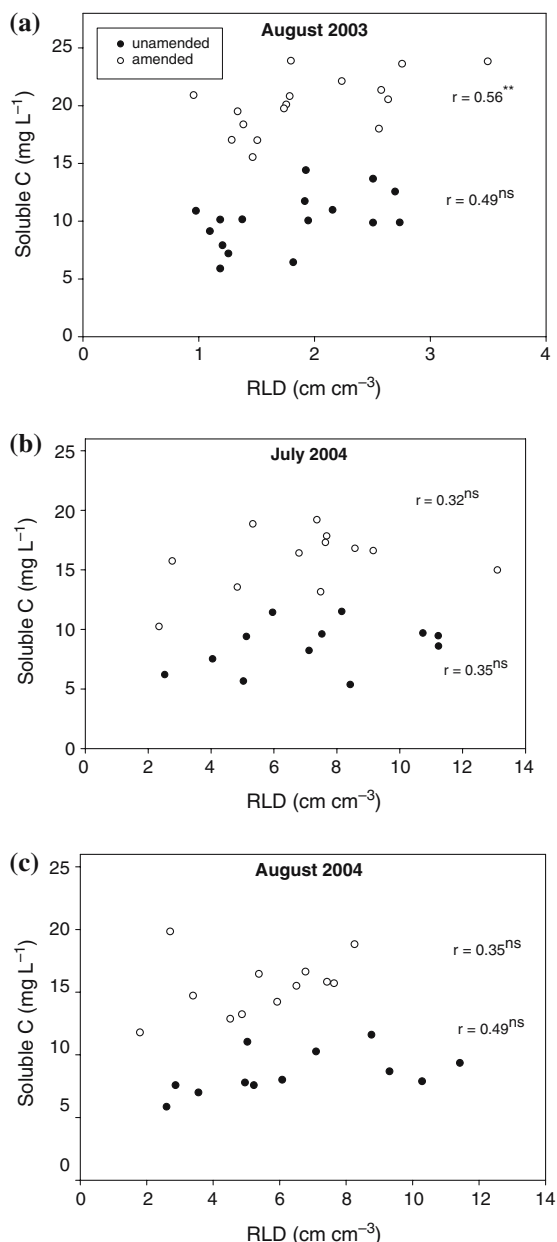 (a)
August 2003
unamended
amended
r = 0.56**
r = 0.49ns
Soluble C (mg L⁻¹)
25
20
15
10
5
0
0 1 2 3 4
RLD (cm cm⁻³)
(b)
July 2004
r = 0.32ns
r = 0.35ns
Soluble C (mg L⁻¹)
25
20
15
10
5
0
0 2 4 6 8 10 12 14
RLD (cm cm⁻³)
(c)
August 2004
r = 0.35ns
r = 0.49ns
Soluble C (mg L⁻¹)
25
20
15
10
5
0
0 2 4 6 8 10 12 14
RLD (cm cm⁻³)